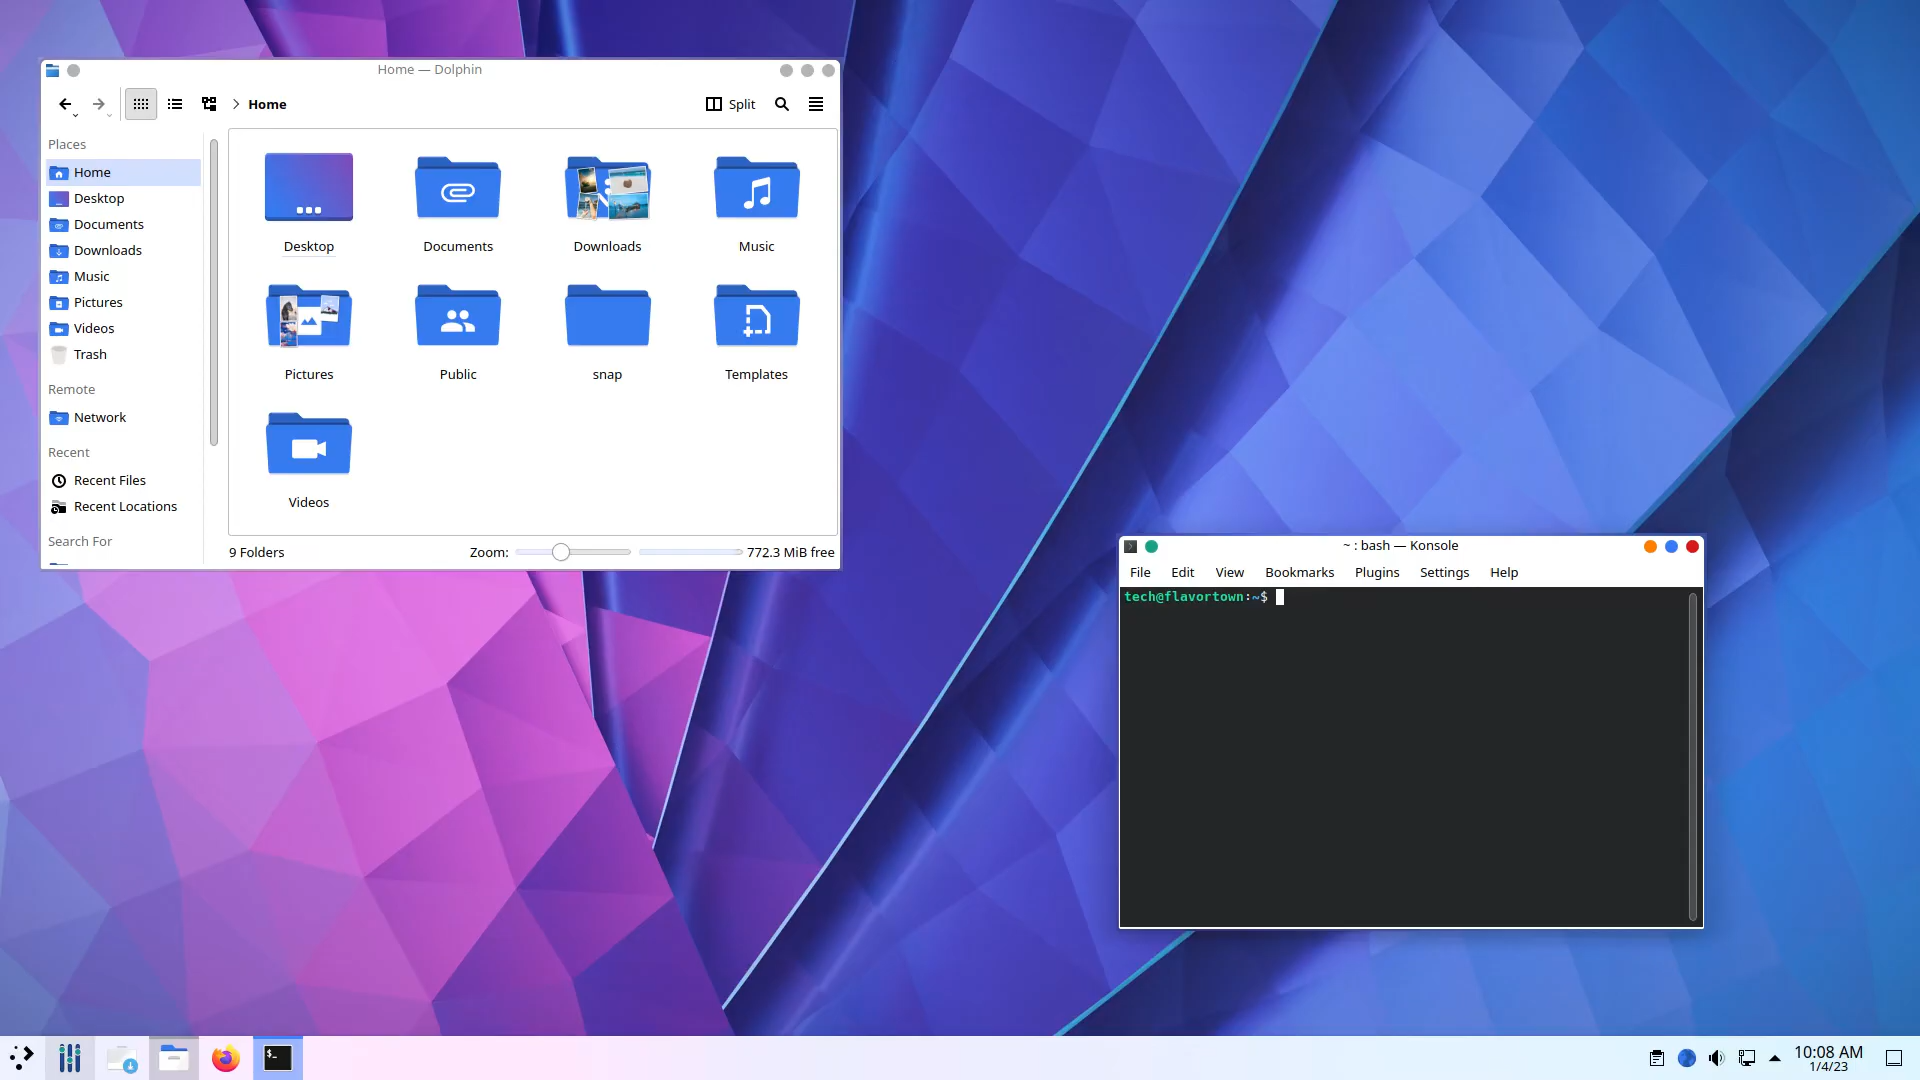 Home — Dolphin
Home
Split
Places
Home
Desktop
Documents
Downloads
Music
Pictures
Videos
Trash
Remote
Network
Recent
Recent Files
Recent Locations
Search For
Desktop
Documents
Downloads
Music
Pictures
Public
snap
Templates
Videos
9 Folders
Zoom:
772.3 MiB free
~ : bash — Konsole
File Edit View Bookmarks Plugins Settings Help
tech@flavortown:~$
$_
10:08 AM
1/4/23